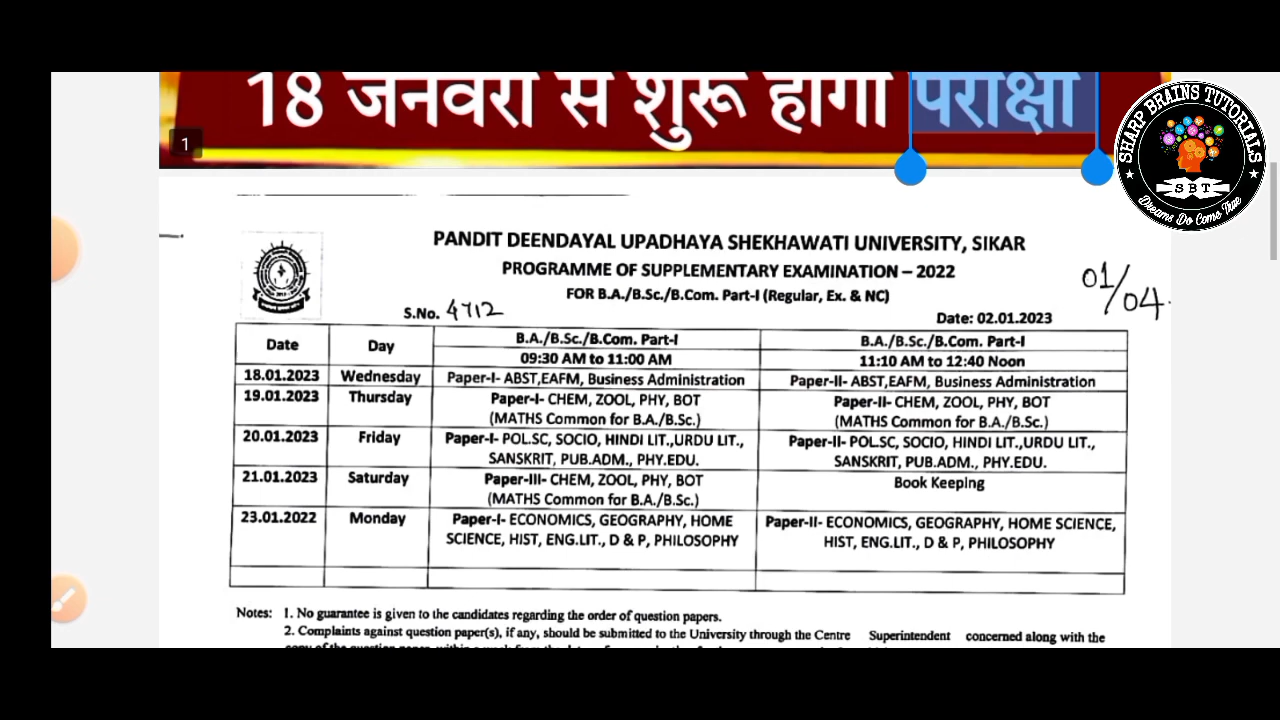 18 जनवरी से शुरू होगी परीक्षा
1
SHARP BRAINS TUTORIALS
SBT
Dreams Do Come True
PANDIT DEENDAYAL UPADHAYA SHEKHAWATI UNIVERSITY, SIKAR
PROGRAMME OF SUPPLEMENTARY EXAMINATION – 2022
01/04
FOR B.A./B.Sc./B.Com. Part-I (Regular, Ex. & NC)
S.No. 4712
Date: 02.01.2023
Date Day B.A./B.Sc./B.Com. Part-I B.A./B.Sc./B.Com. Part-I
09:30 AM to 11:00 AM 11:10 AM to 12:40 Noon
18.01.2023 Wednesday Paper-I- ABST,EAFM, Business Administration Paper-II- ABST,EAFM, Business Administration
19.01.2023 Thursday Paper-I- CHEM, ZOOL, PHY, BOT Paper-II- CHEM, ZOOL, PHY, BOT
(MATHS Common for B.A./B.Sc.) (MATHS Common for B.A./B.Sc.)
20.01.2023 Friday Paper-I- POL.SC, SOCIO, HINDI LIT.,URDU LIT., Paper-II- POL.SC, SOCIO, HINDI LIT.,URDU LIT.,
SANSKRIT, PUB.ADM., PHY.EDU. SANSKRIT, PUB.ADM., PHY.EDU.
21.01.2023 Saturday Paper-III- CHEM, ZOOL, PHY, BOT Book Keeping
(MATHS Common for B.A./B.Sc.)
23.01.2022 Monday Paper-I- ECONOMICS, GEOGRAPHY, HOME Paper-II- ECONOMICS, GEOGRAPHY, HOME SCIENCE,
SCIENCE, HIST, ENG.LIT., D & P, PHILOSOPHY HIST, ENG.LIT., D & P, PHILOSOPHY
Notes: 1. No guarantee is given to the candidates regarding the order of question papers.
2. Complaints against question paper(s), if any, should be submitted to the University through the Centre Superintendent concerned along with the